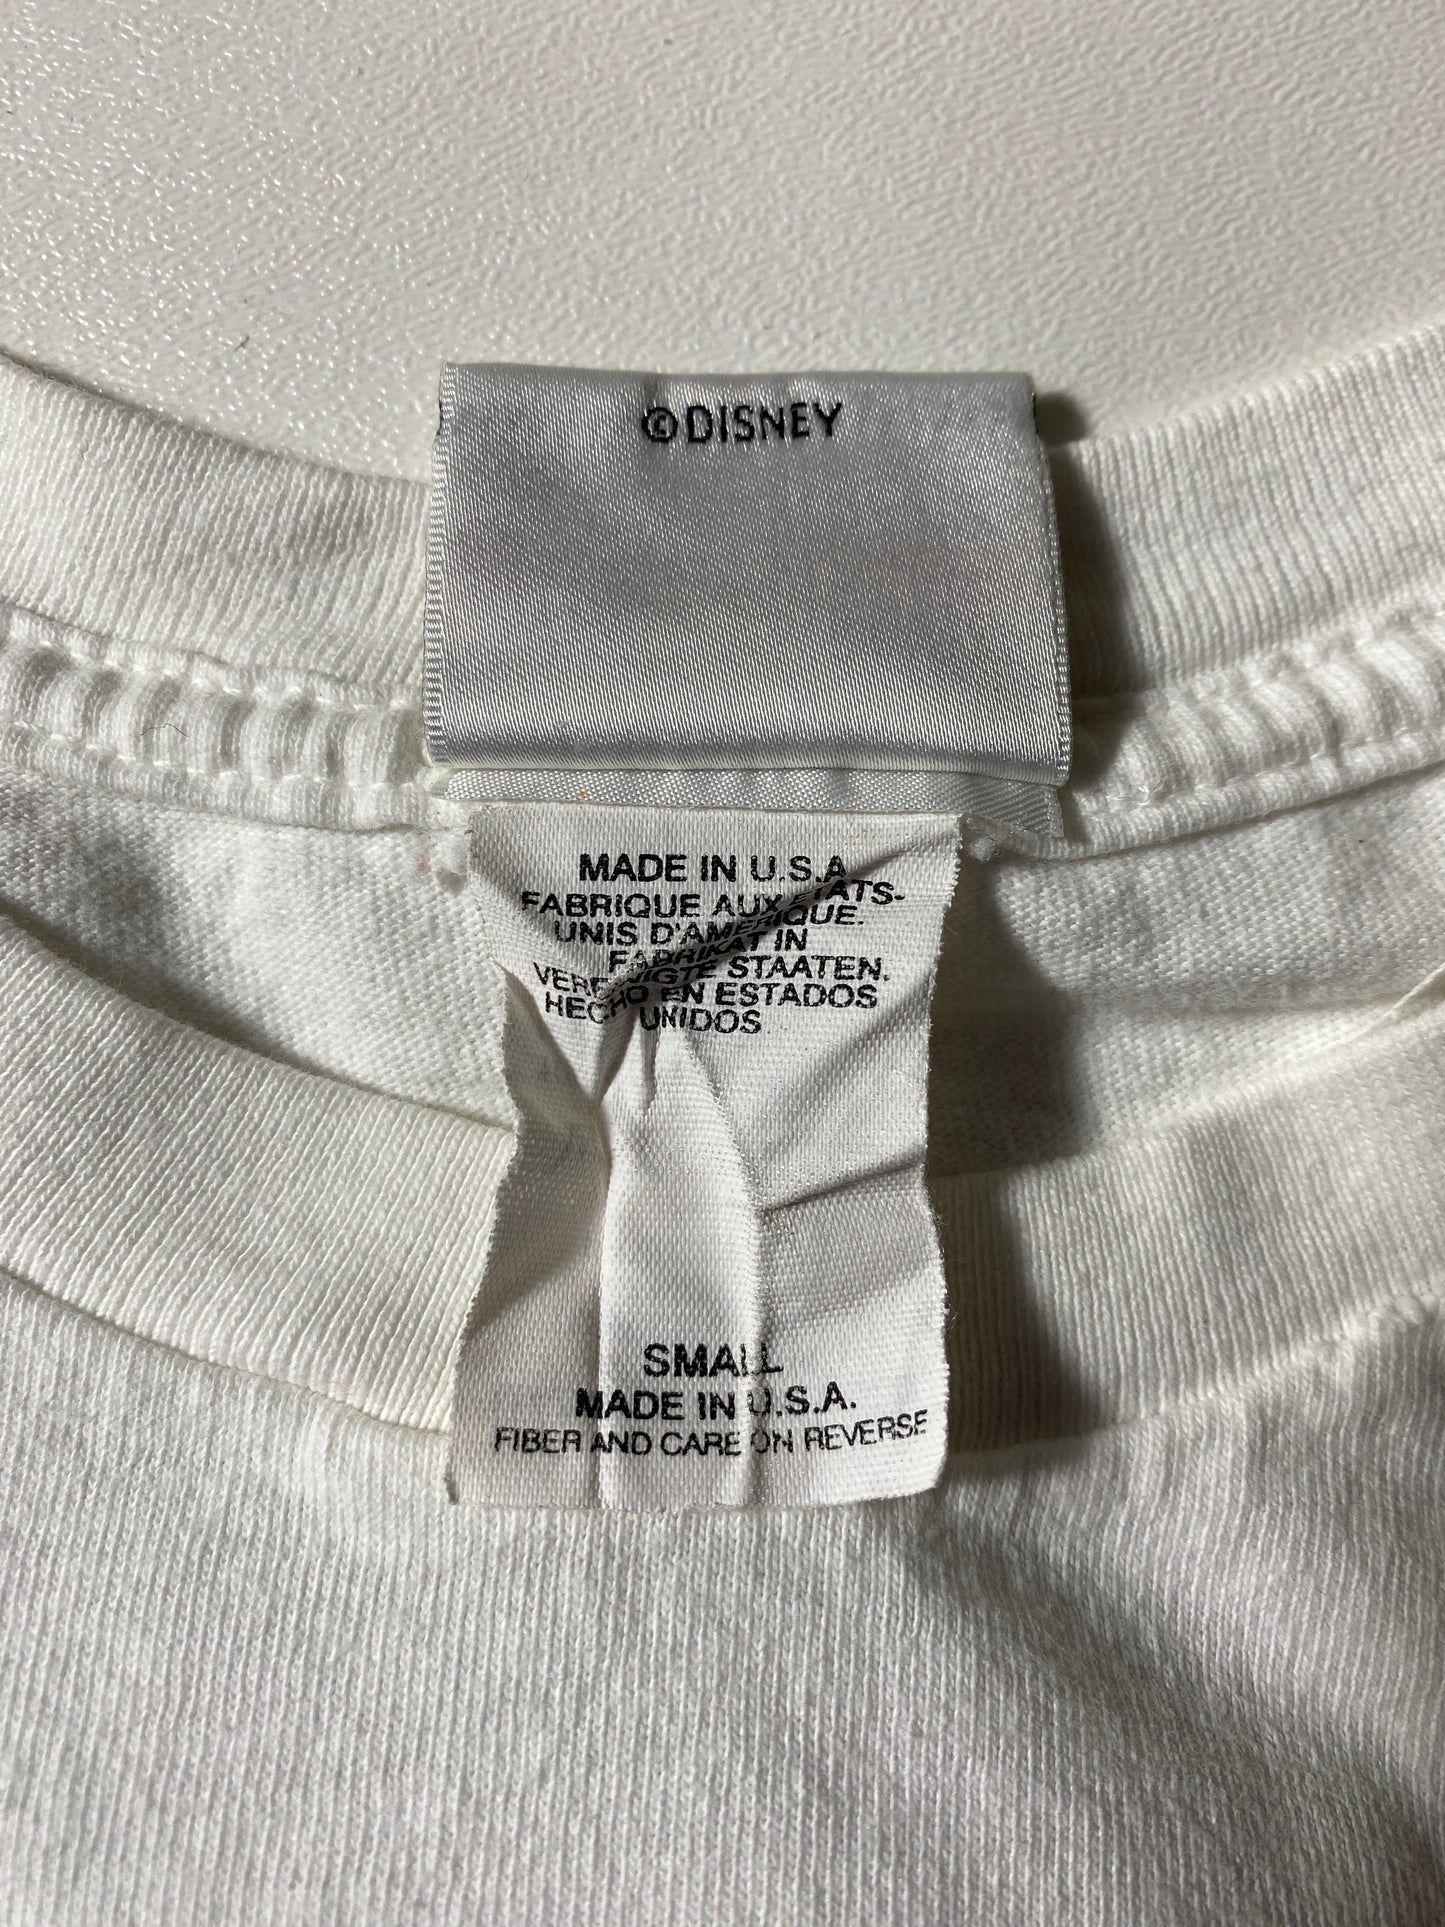 ©DISNEY
MADE IN U.S.A
FABRIQUE AUX ETATS-
UNIS D'AMERIQUE.
FABRIKAT IN
VEREINIGTE STAATEN.
HECHO EN ESTADOS
UNIDOS
SMALL
MADE IN U.S.A.
FIBER AND CARE ON REVERSE